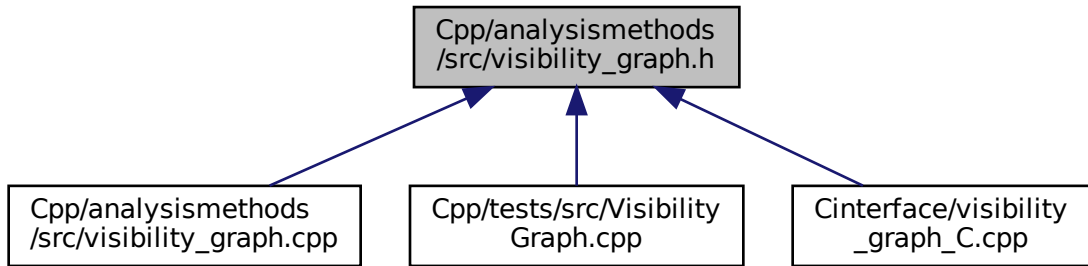 Cpp/analysismethods
/src/visibility_graph.h
Cpp/analysismethods
/src/visibility_graph.cpp
Cpp/tests/src/Visibility
Graph.cpp
Cinterface/visibility
_graph_C.cpp